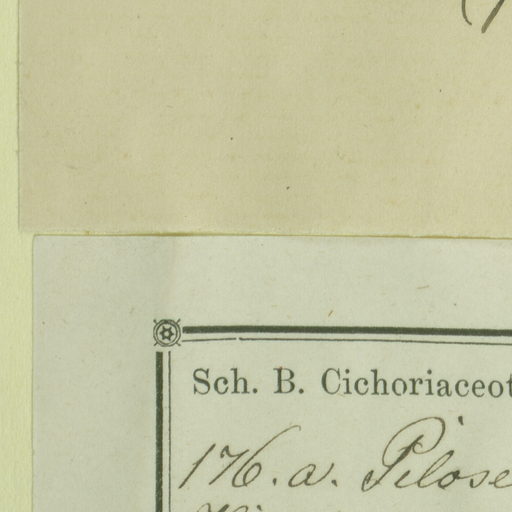 Sch. B. Cichoriaceot
176. a. Pilose